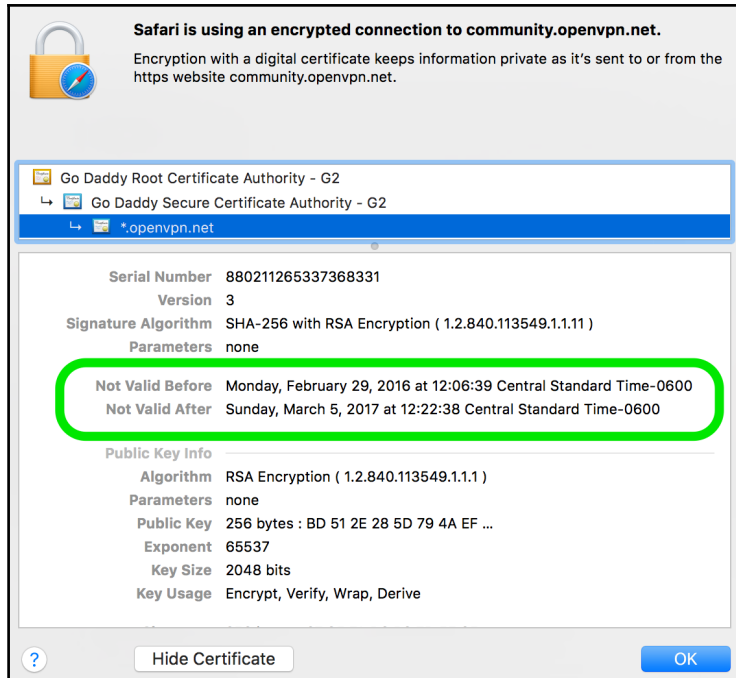 Safari is using an encrypted connection to community.openvpn.net.
Encryption with a digital certificate keeps information private as it's sent to or from the
https website community.openvpn.net.
Go Daddy Root Certificate Authority - G2
↳ Go Daddy Secure Certificate Authority - G2
↳ *.openvpn.net
Serial Number 880211265337368331
Version 3
Signature Algorithm SHA-256 with RSA Encryption ( 1.2.840.113549.1.1.11 )
Parameters none
Not Valid Before Monday, February 29, 2016 at 12:06:39 Central Standard Time-0600
Not Valid After Sunday, March 5, 2017 at 12:22:38 Central Standard Time-0600
Public Key Info
Algorithm RSA Encryption ( 1.2.840.113549.1.1.1 )
Parameters none
Public Key 256 bytes : BD 51 2E 28 5D 79 4A EF ...
Exponent 65537
Key Size 2048 bits
Key Usage Encrypt, Verify, Wrap, Derive
? Hide Certificate OK